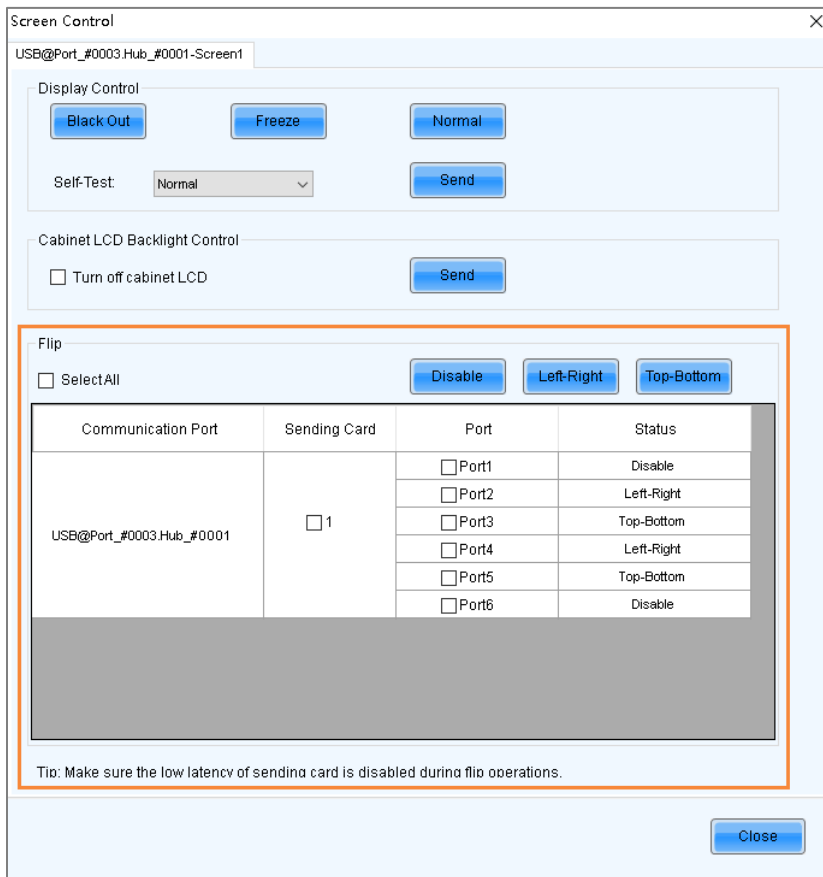 Screen Control
USB@Port_#0003.Hub_#0001-Screen1
Display Control
Black Out Freeze Normal
Self-Test: Normal Send
Cabinet LCD Backlight Control
Turn off cabinet LCD Send
Flip
Select All Disable Left-Right Top-Bottom
Communication Port Sending Card Port Status
Port1 Disable
Port2 Left-Right
USB@Port_#0003.Hub_#0001 1 Port3 Top-Bottom
Port4 Left-Right
Port5 Top-Bottom
Port6 Disable
Tip: Make sure the low latency of sending card is disabled during flip operations.
Close